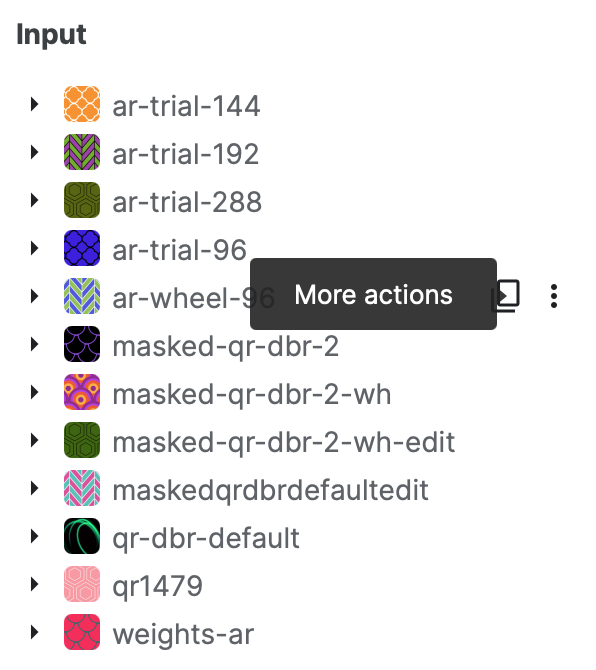 Input
ar-trial-144
ar-trial-192
ar-trial-288
ar-trial-96
ar-wheel-96
More actions
masked-qr-dbr-2
masked-qr-dbr-2-wh
masked-qr-dbr-2-wh-edit
maskedqrdbrdefaultedit
qr-dbr-default
qr1479
weights-ar